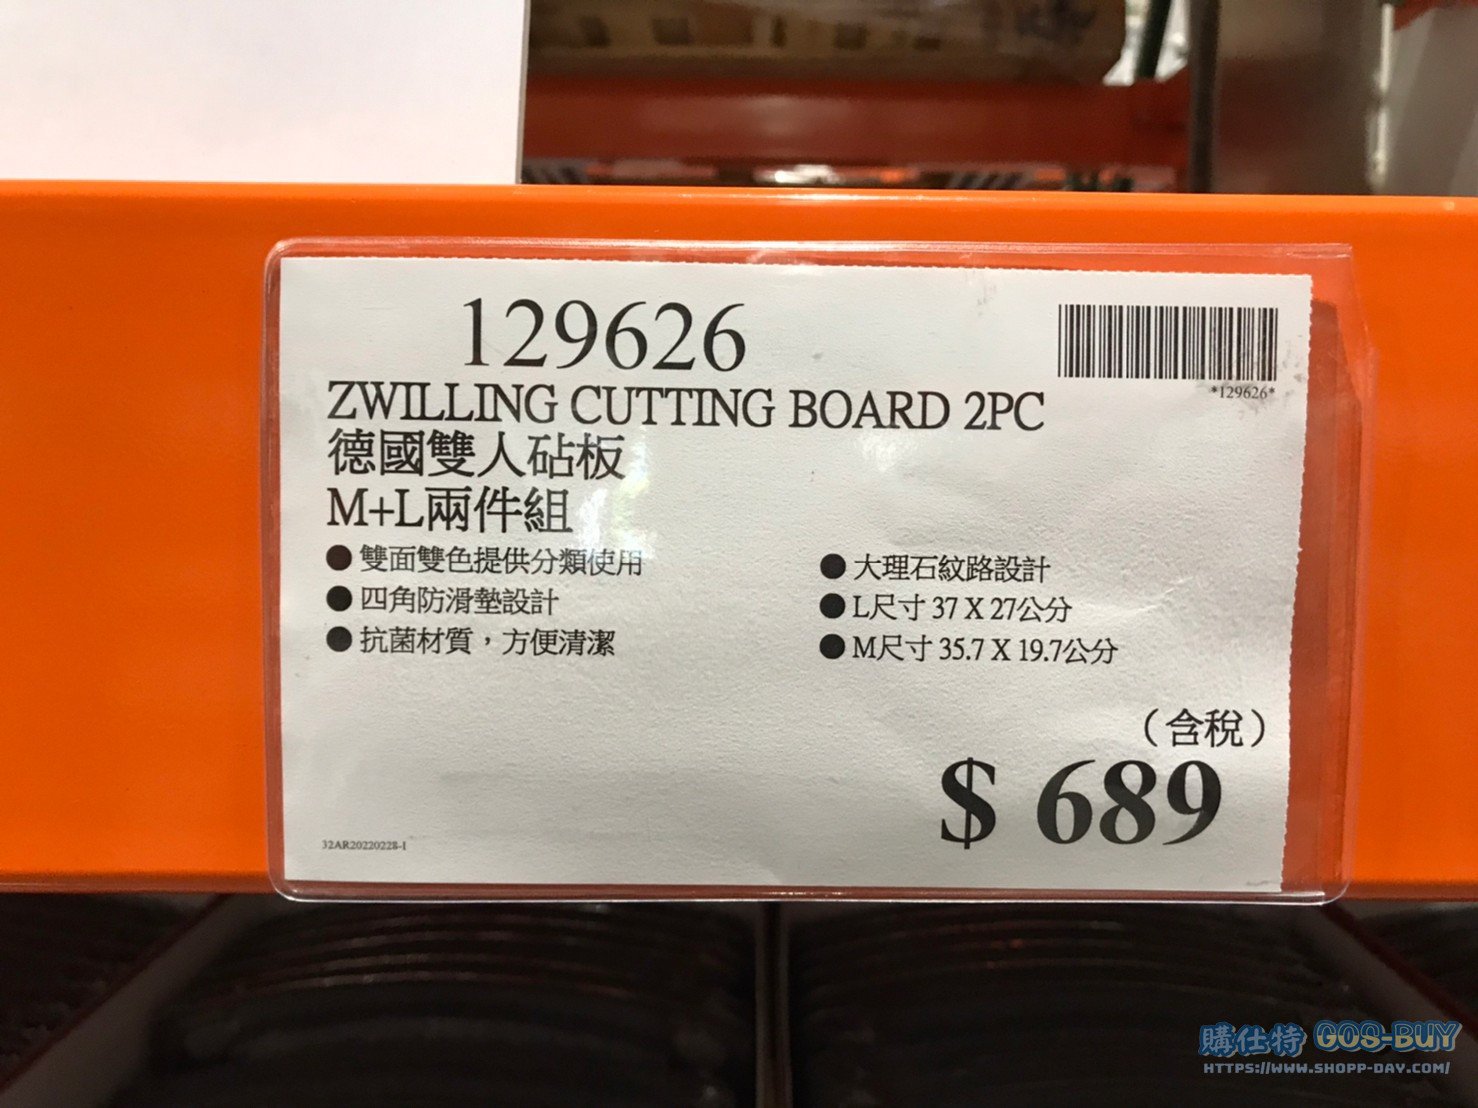 129626
*129626*
ZWILLING CUTTING BOARD 2PC
德國雙人砧板
M+L兩件組
● 雙面雙色提供分類使用
● 四角防滑墊設計
● 抗菌材質，方便清潔
● 大理石紋路設計
● L尺寸 37 X 27公分
● M尺寸 35.7 X 19.7公分
（含稅）
$ 689
32AR20220228-1
購仕特 GOS-BUY
HTTPS://WWW.SHOPP-DAY.COM/